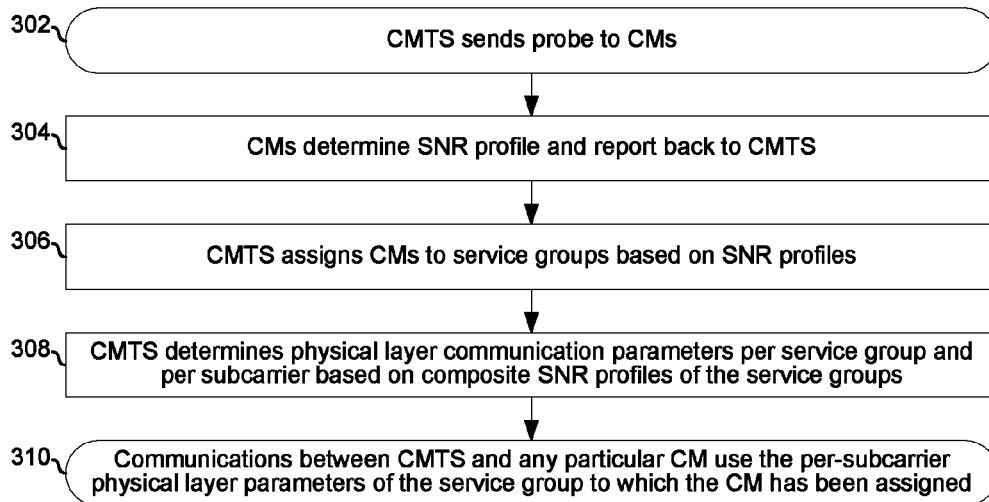 302
CMTS sends probe to CMs
304
CMs determine SNR profile and report back to CMTS
306
CMTS assigns CMs to service groups based on SNR profiles
308
CMTS determines physical layer communication parameters per service group and
per subcarrier based on composite SNR profiles of the service groups
310
Communications between CMTS and any particular CM use the per-subcarrier
physical layer parameters of the service group to which the CM has been assigned